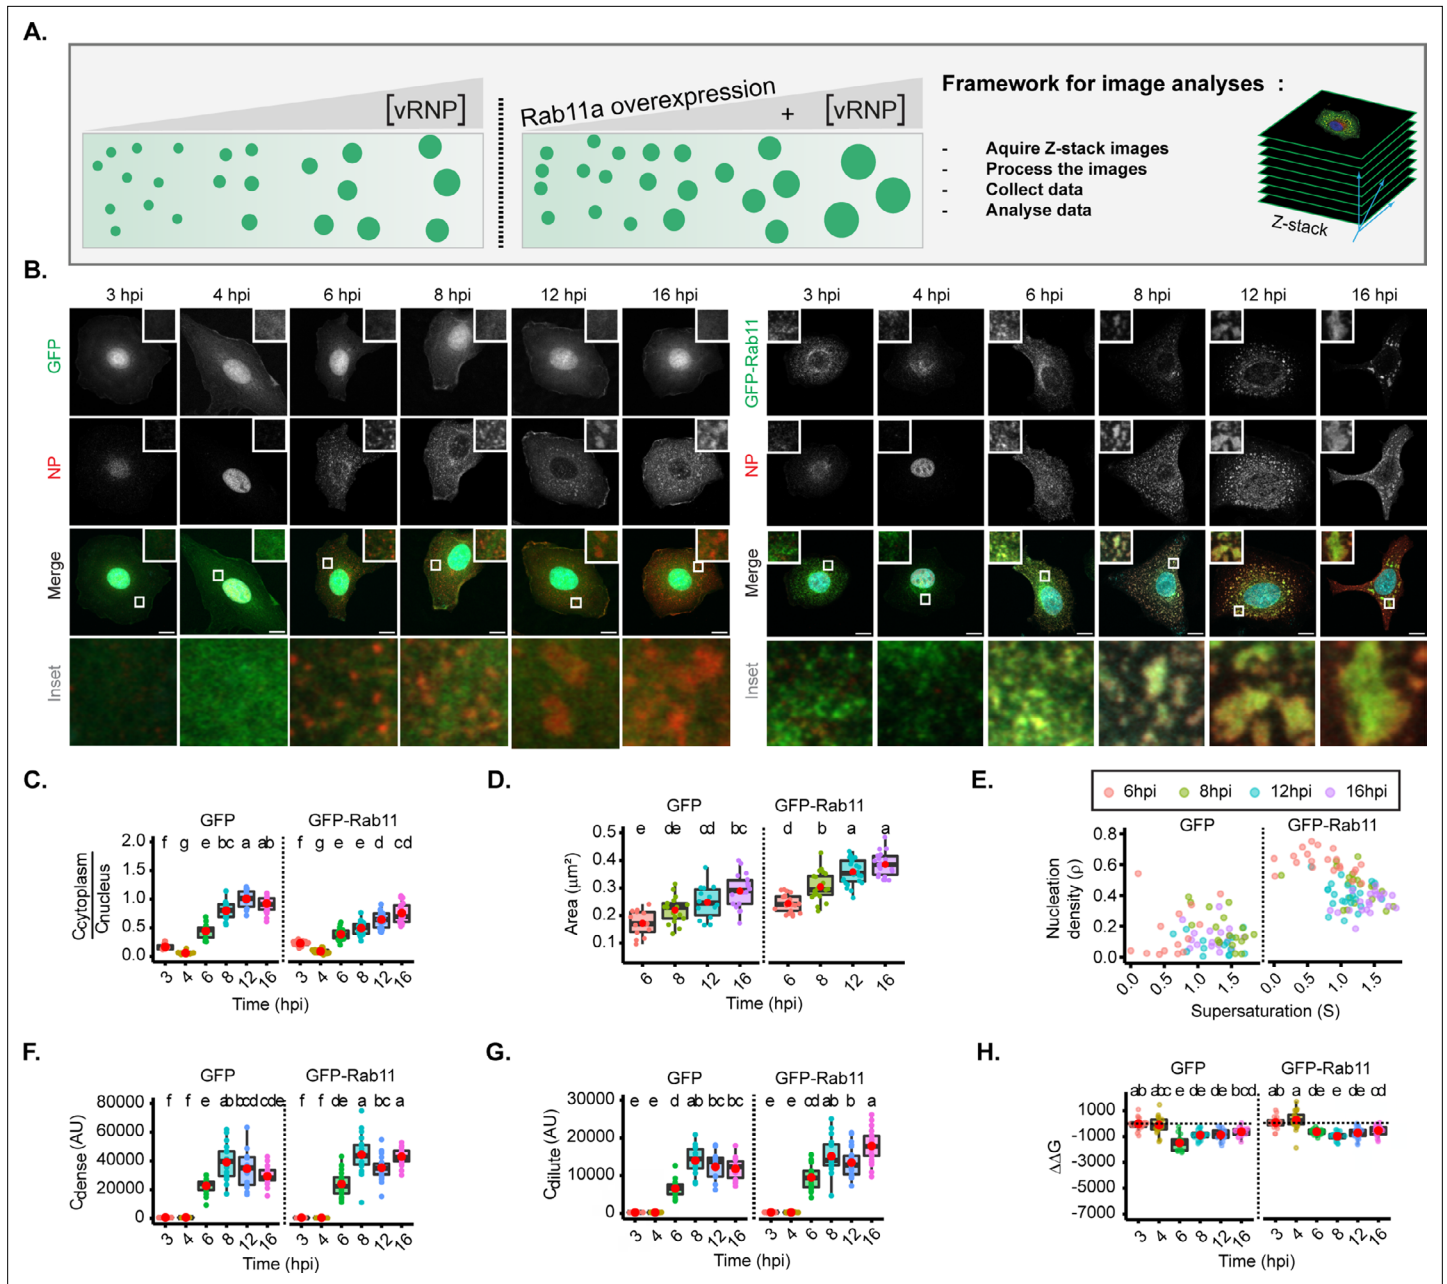 A.
[vRNP]
Rab11a overexpression + [vRNP]
Framework for image analyses :
- Aquire Z-stack images
- Process the images
- Collect data
- Analyse data
Z-stack
B.
3 hpi 4 hpi 6 hpi 8 hpi 12 hpi 16 hpi 3 hpi 4 hpi 6 hpi 8 hpi 12 hpi 16 hpi
GFP
NP
Merge
Inset
GFP-Rab11
NP
Merge
Inset
C.
GFP GFP-Rab11
f g e bc a ab f g e e d cd
Ccytoplasm
Cnucleus
2.0
1.5
1.0
0.5
0.0
3 4 6 8 12 16 3 4 6 8 12 16
Time (hpi)
D.
GFP GFP-Rab11
e de cd bc d b a a
Area (µm²)
0.5
0.4
0.3
0.2
0.1
6 8 12 16 6 8 12 16
Time (hpi)
E.
6hpi 8hpi 12hpi 16hpi
GFP GFP-Rab11
Nucleation
density (ρ)
0.8
0.6
0.4
0.2
0.0
0.0 0.5 1.0 1.5 0.0 0.5 1.0 1.5
Supersaturation (S)
F.
GFP GFP-Rab11
f f e ab bcd cde f f de a bc a
Cdense (AU)
80000
60000
40000
20000
0
3 4 6 8 12 16 3 4 6 8 12 16
Time (hpi)
G.
GFP GFP-Rab11
e e d ab bc bc e e cd ab b a
Cdilute (AU)
30000
20000
10000
0
3 4 6 8 12 16 3 4 6 8 12 16
Time (hpi)
H.
GFP GFP-Rab11
ab abc e de de bcd ab a de e de cd
ΔΔG
1000
-1000
-3000
-5000
-7000
3 4 6 8 12 16 3 4 6 8 12 16
Time (hpi)